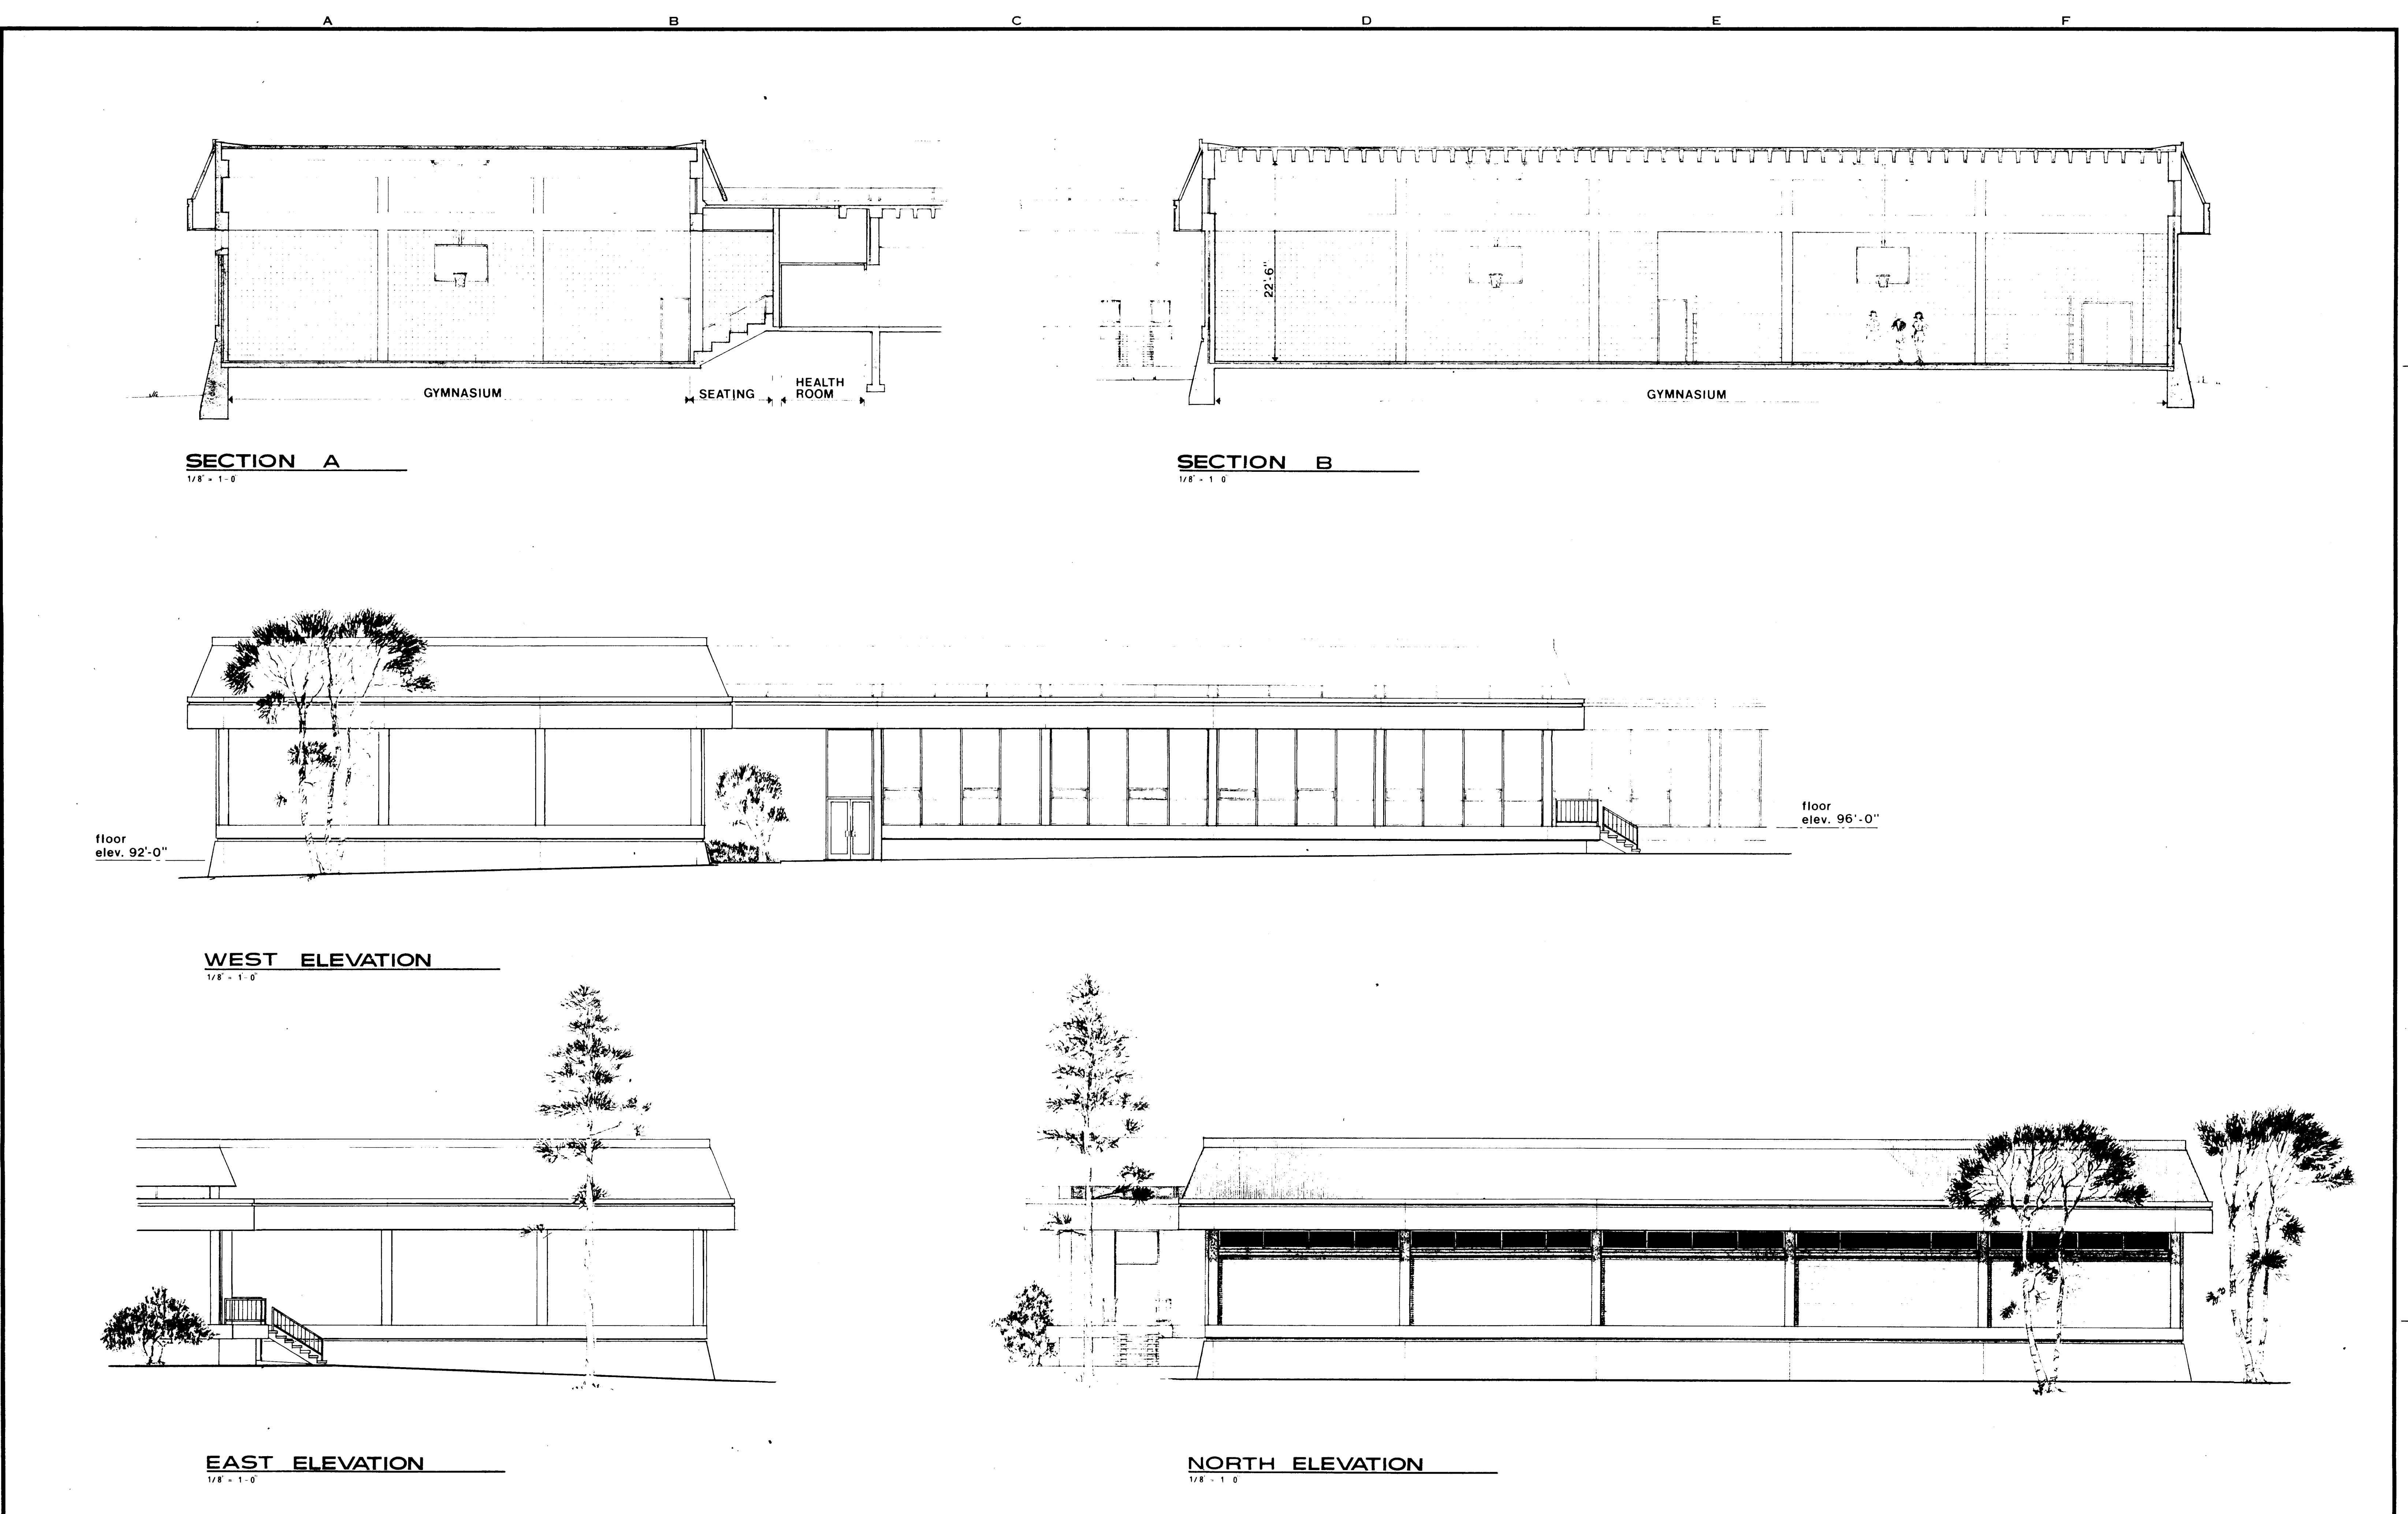 A B C D E F
22'-6"
GYMNASIUM
SEATING
HEALTH
ROOM
GYMNASIUM
SECTION A
1/8" = 1-0
SECTION B
1/8" = 1 0
floor
elev. 92'-0"
floor
elev. 96'-0"
WEST ELEVATION
1/8" = 1-0"
EAST ELEVATION
1/8" = 1-0"
NORTH ELEVATION
1/8" = 1 0